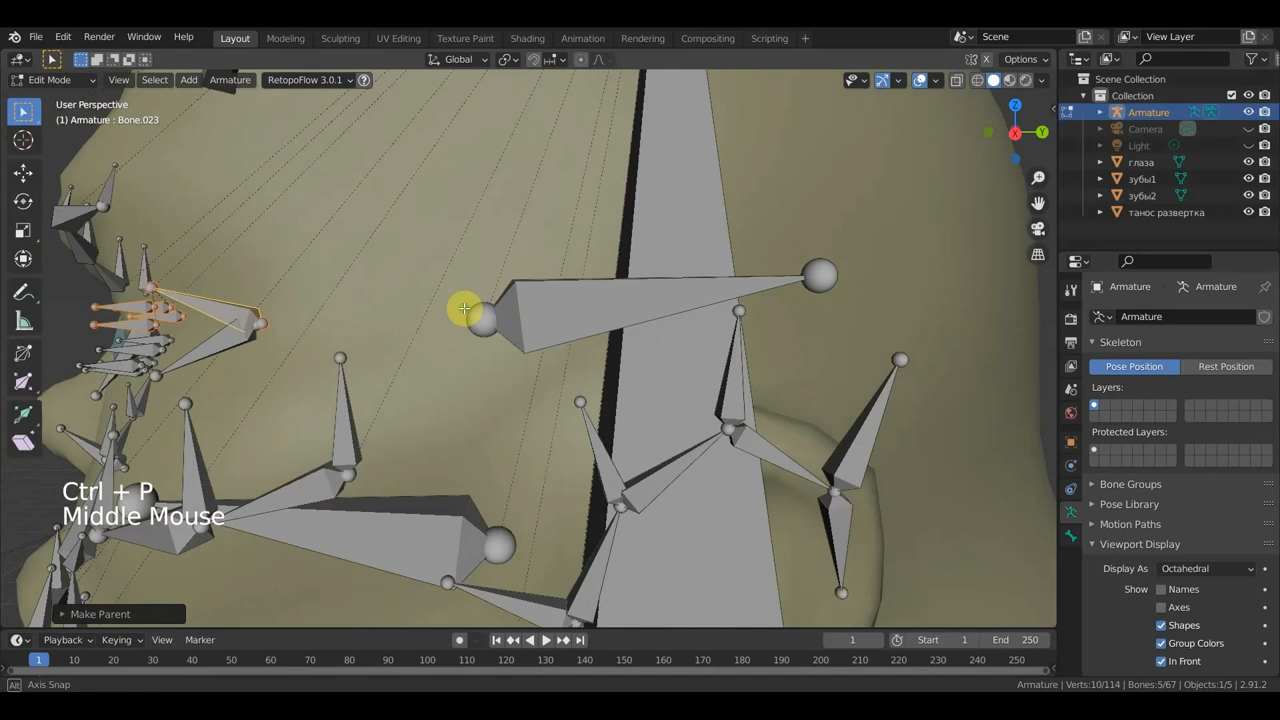 File Edit Render Window Help Layout Modeling Sculpting UV Editing Texture Paint Shading Animation Rendering Compositing Scripting + Scene View Layer
Global Options
Edit Mode View Select Add Armature RetopoFlow 3.0.1
User Perspective
(1) Armature : Bone.023
Scene Collection
Collection
Armature
Camera
Light
глаза
зубы1
зубы2
танос развертка
Armature Armature
Armature
Skeleton
Pose Position Rest Position
Layers:
Protected Layers:
Bone Groups
Pose Library
Motion Paths
Viewport Display
Display As Octahedral
Show Names
Axes
Shapes
Group Colors
In Front
X
Y
Z
Ctrl + P
Middle Mouse
Make Parent
Playback Keying View Marker 1 Start 1 End 250
1 10 20 30 40 50 60 70 80 90 100 110 120 130 140 150 160 170 180 190 200 210 220 230 240 250
Alt Axis Snap Armature | Verts:10/114 | Bones:5/67 | Objects:1/5 | 2.91.2